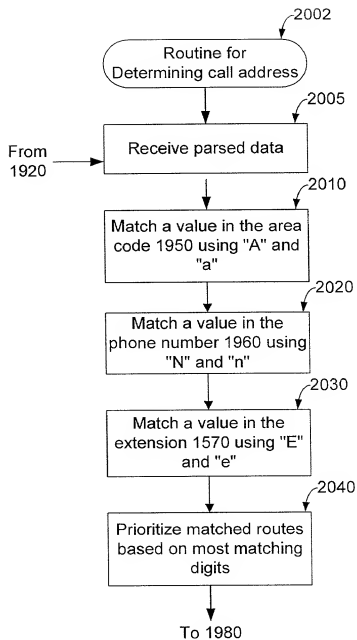 2002
Routine for
Determining call address
2005
From
1920
Receive parsed data
2010
Match a value in the area
code 1950 using "A" and
"a"
2020
Match a value in the
phone number 1960 using
"N" and "n"
2030
Match a value in the
extension 1570 using "E"
and "e"
2040
Prioritize matched routes
based on most matching
digits
To 1980